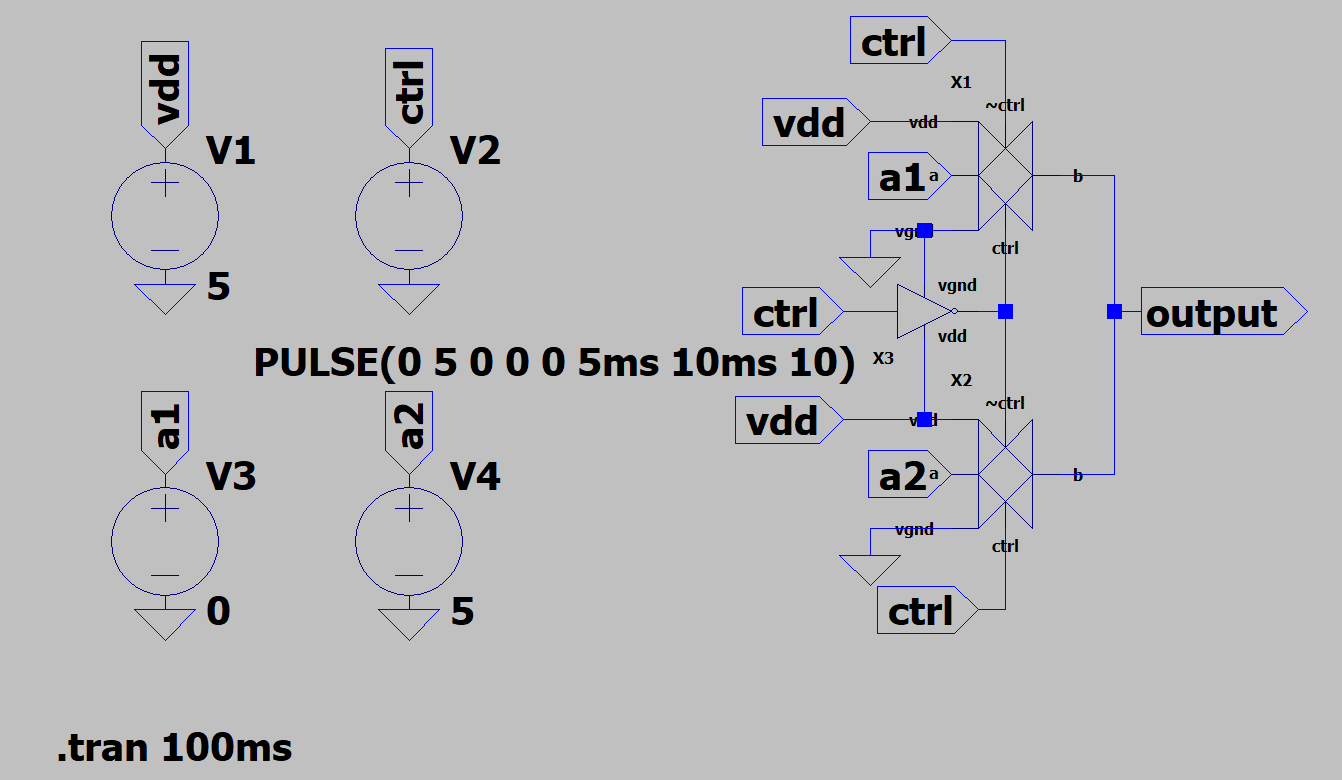 vdd
V1
5
ctrl
V2
PULSE(0 5 0 0 0 5ms 10ms 10)
a1
V3
0
a2
V4
5
.tran 100ms
ctrl
X1
~ctrl
vdd
vdd
a1
a
b
ctrl
vgnd
ctrl
vdd
X3
output
X2
~ctrl
vdd
a2
a
b
vgnd
ctrl
ctrl